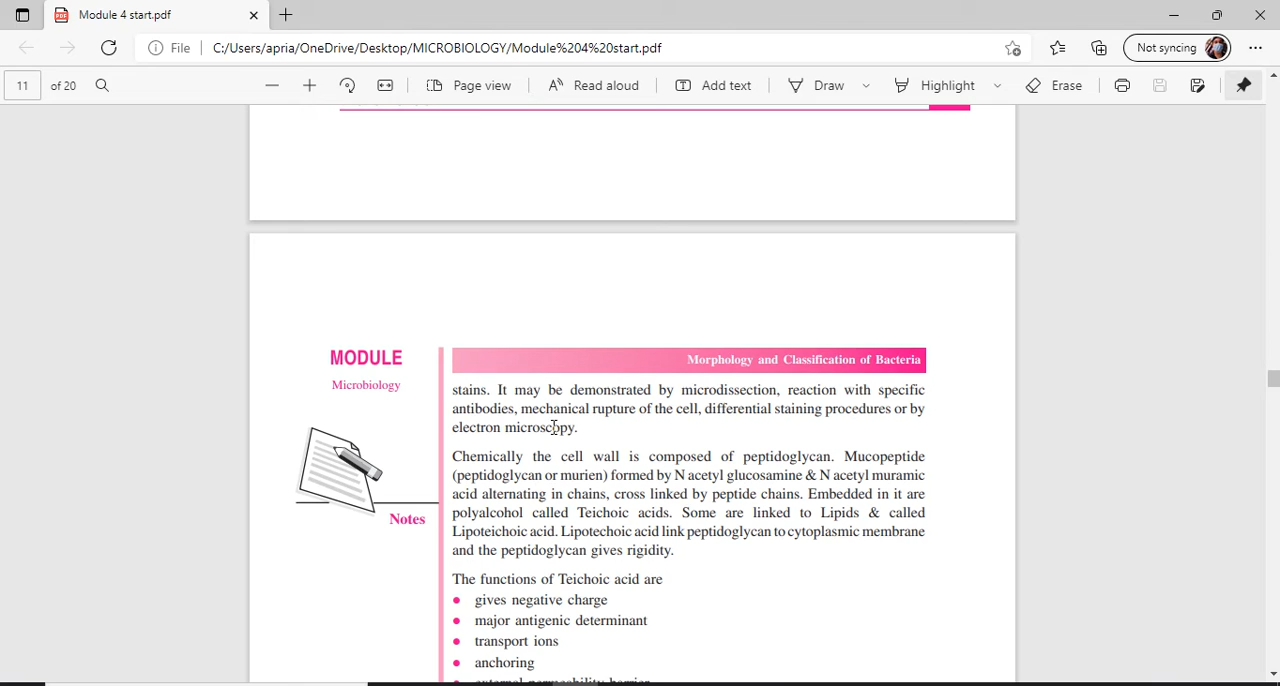 Module 4 start.pdf
File
C:/Users/apria/OneDrive/Desktop/MICROBIOLOGY/Module%204%20start.pdf
Not syncing
11 of 20
Page view
Read aloud
Add text
Draw
Highlight
Erase
MODULE
Microbiology
Notes
Morphology and Classification of Bacteria
stains. It may be demonstrated by microdissection, reaction with specific
antibodies, mechanical rupture of the cell, differential staining procedures or by
electron microscopy.
Chemically the cell wall is composed of peptidoglycan. Mucopeptide
(peptidoglycan or murien) formed by N acetyl glucosamine & N acetyl muramic
acid alternating in chains, cross linked by peptide chains. Embedded in it are
polyalcohol called Teichoic acids. Some are linked to Lipids & called
Lipoteichoic acid. Lipotechoic acid link peptidoglycan to cytoplasmic membrane
and the peptidoglycan gives rigidity.
The functions of Teichoic acid are
● gives negative charge
● major antigenic determinant
● transport ions
● anchoring
● external permeability barrier